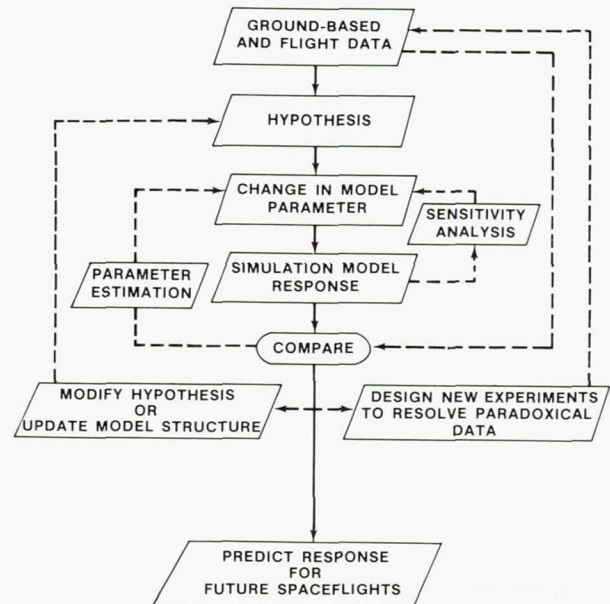 GROUND-BASED
AND FLIGHT DATA
HYPOTHESIS
CHANGE IN MODEL
PARAMETER
SENSITIVITY
ANALYSIS
PARAMETER
ESTIMATION
SIMULATION MODEL
RESPONSE
COMPARE
MODIFY HYPOTHESIS
OR
UPDATE MODEL STRUCTURE
DESIGN NEW EXPERIMENTS
TO RESOLVE PARADOXICAL
DATA
PREDICT RESPONSE
FOR
FUTURE SPACEFLIGHTS